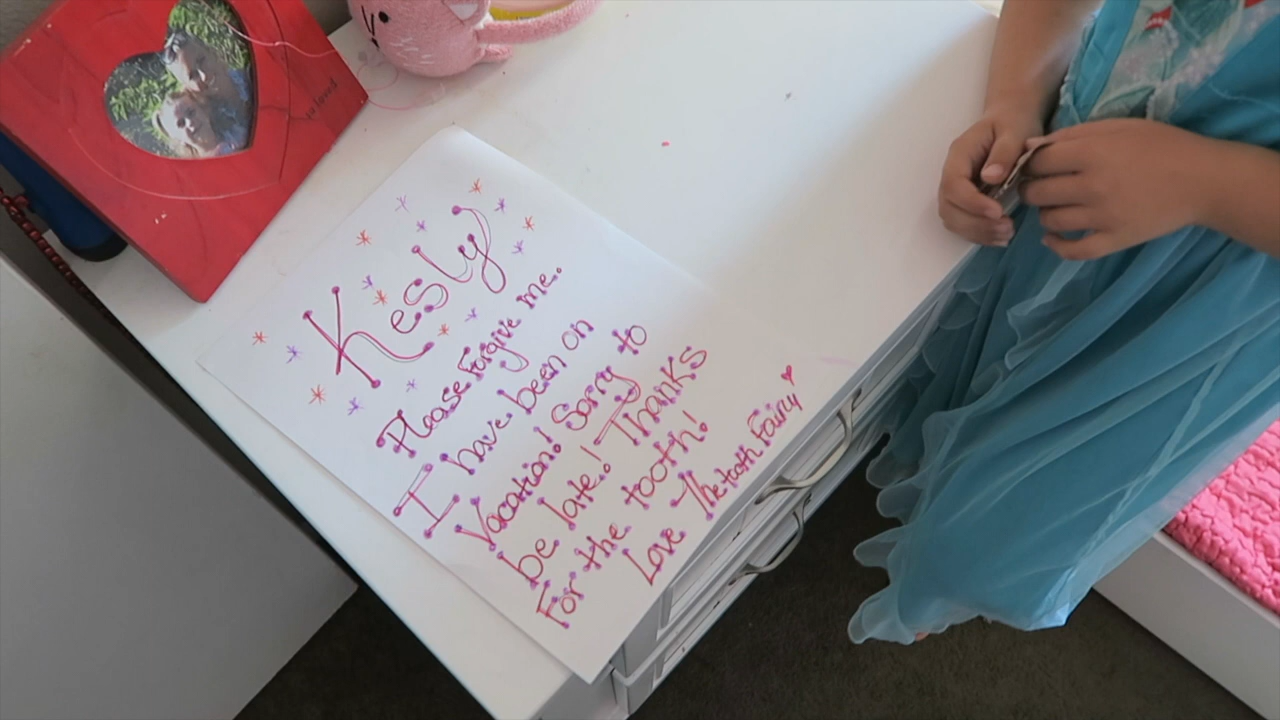 Kesly
Please Forgive me.
I have been on
Vacation! Sorry to
be late! Thanks
For the tooth!
Love The tooth Fairy
beloved